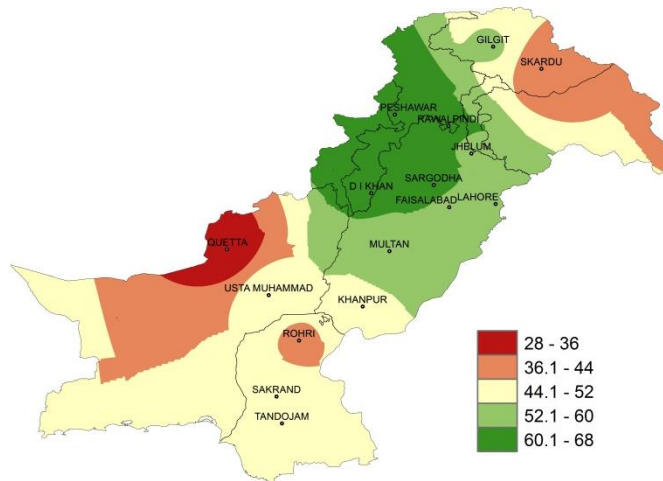 GILGIT
SKARDU
PESHAWAR
RAWALPINDI
JHELUM
SARGODHA
D I KHAN
FAISALABAD
LAHORE
QUETTA
MULTAN
USTA MUHAMMAD
KHANPUR
ROHRI
SAKRAND
TANDOJAM
28 - 36
36.1 - 44
44.1 - 52
52.1 - 60
60.1 - 68